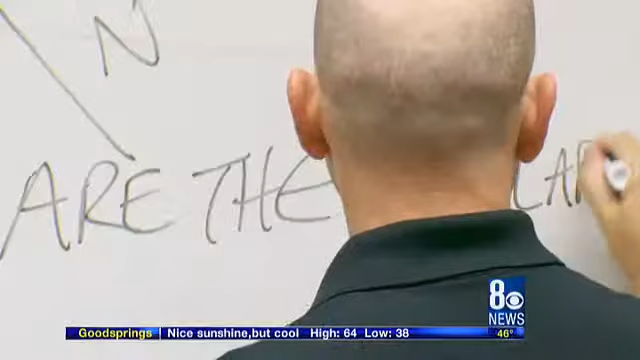 N
ARE THE
8
NEWS
Goodsprings Nice sunshine,but cool High: 64 Low: 38 46°